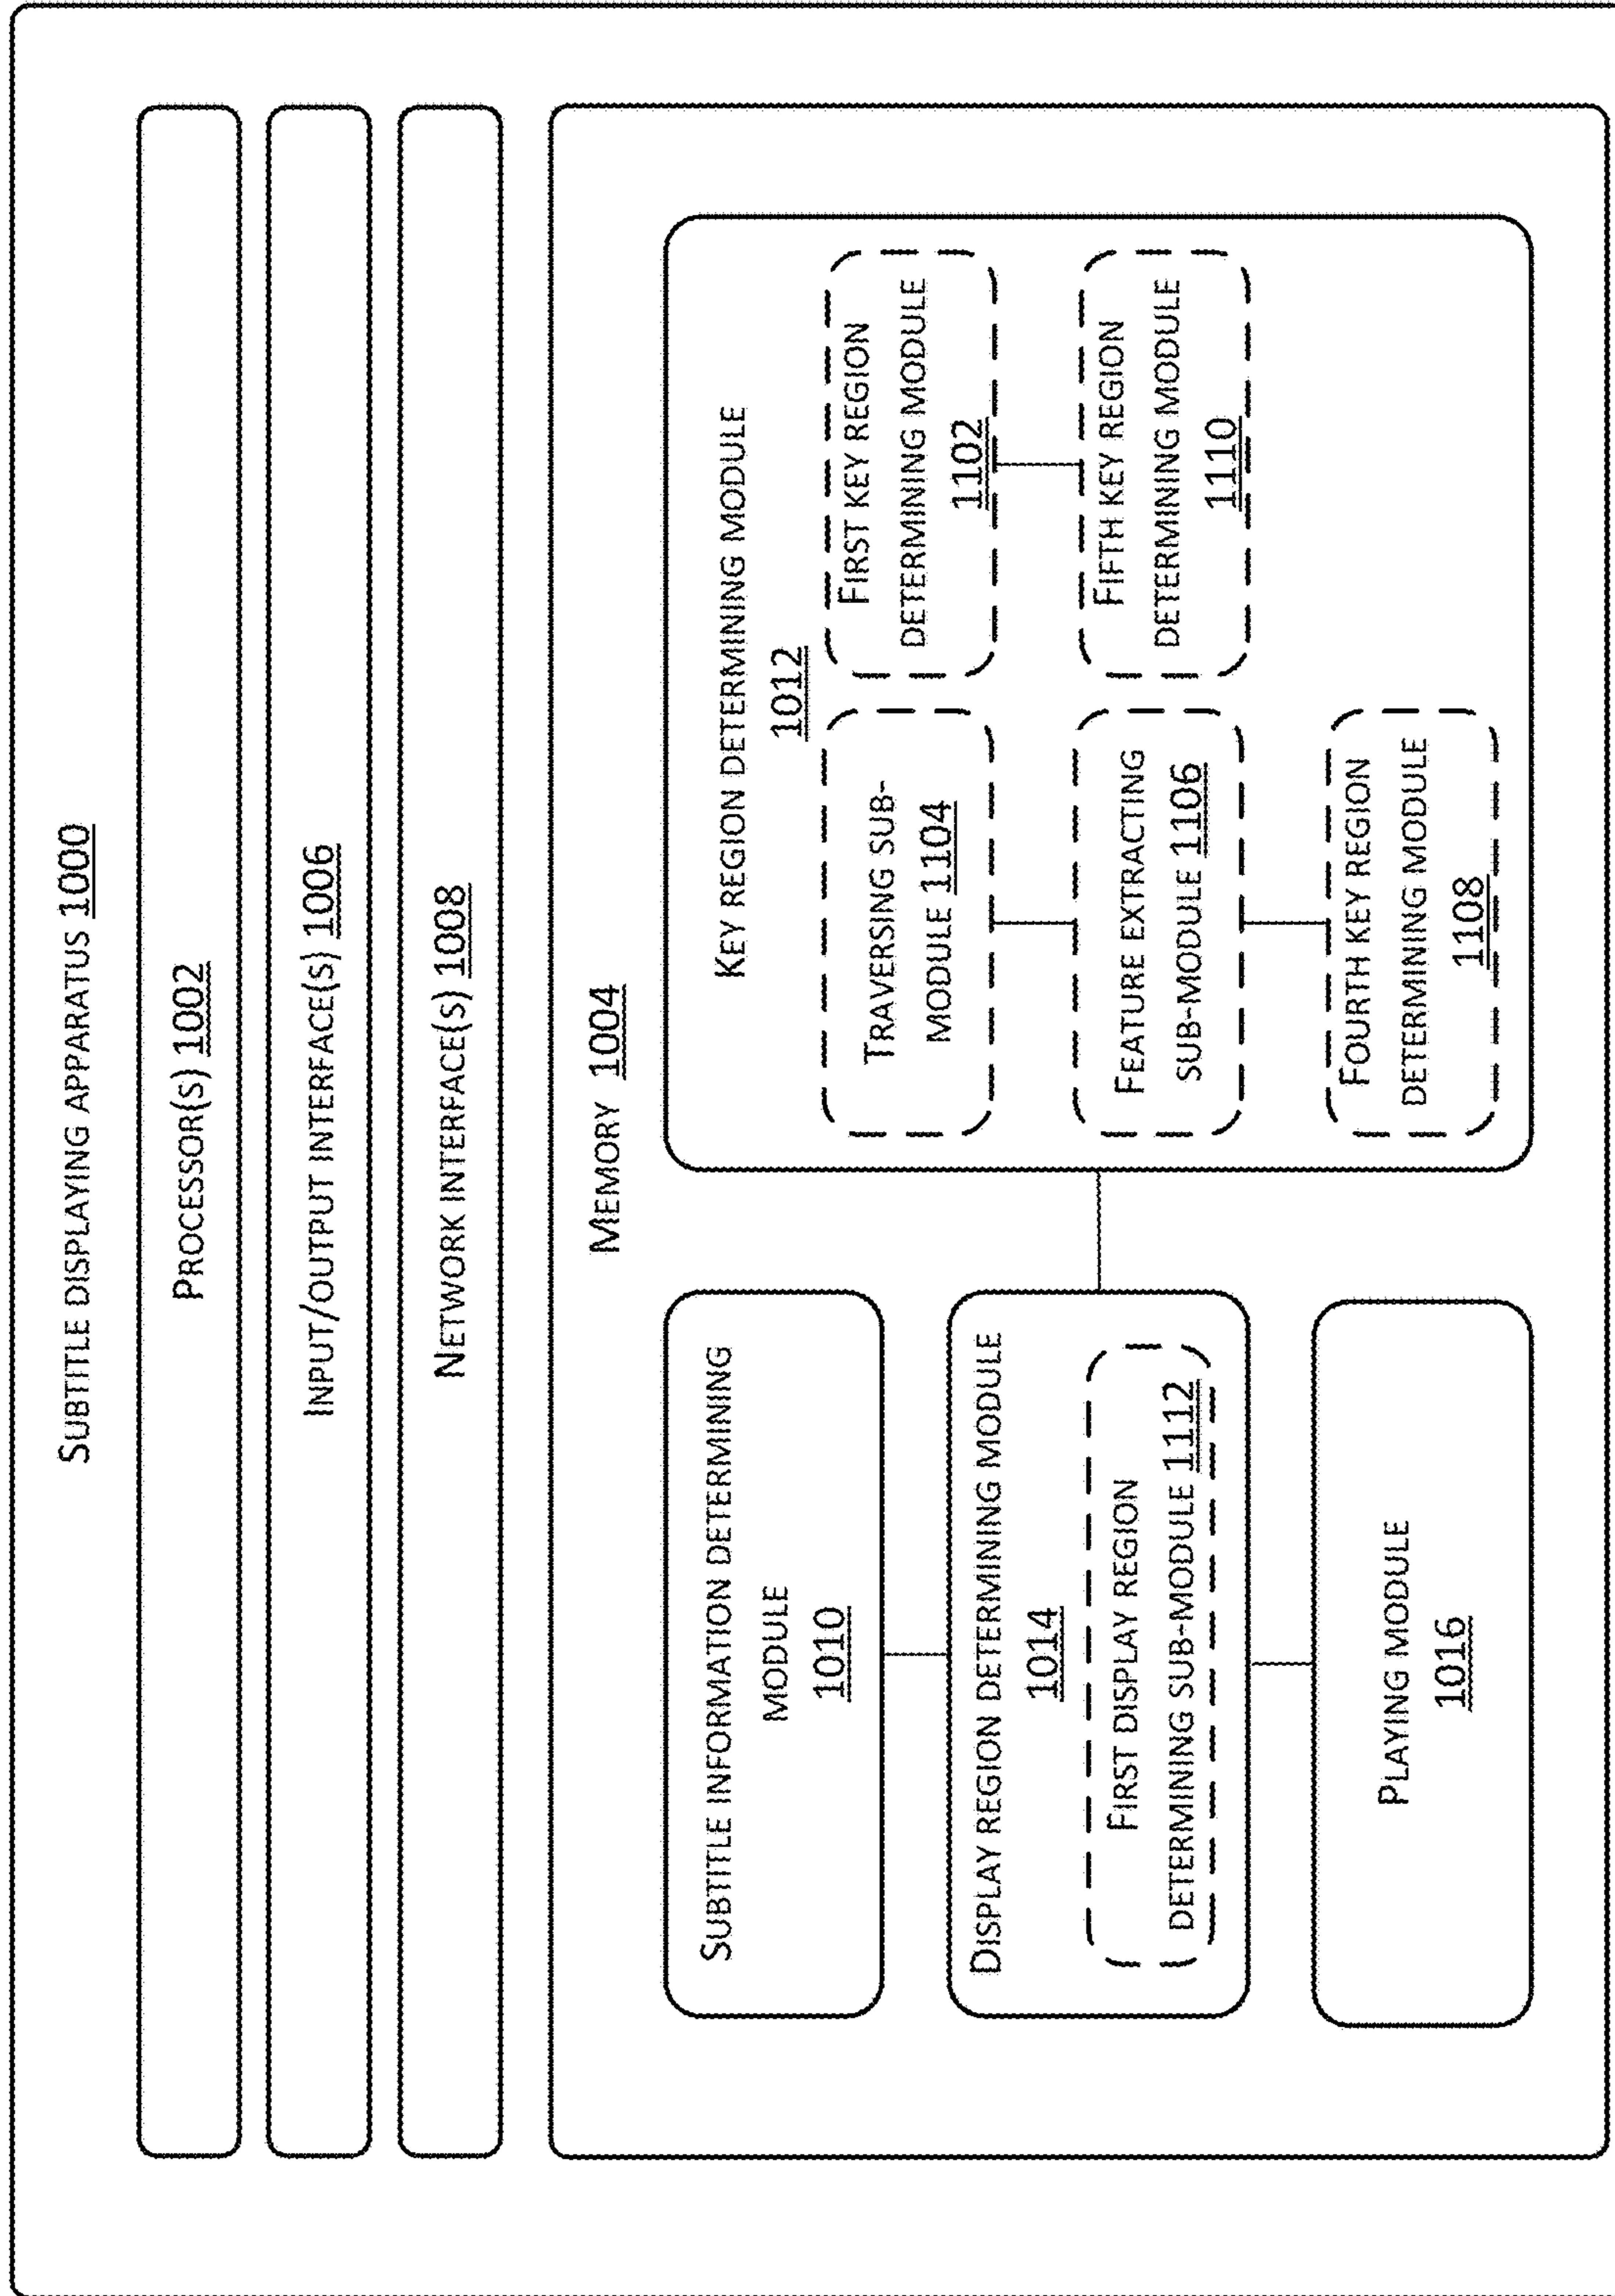 SUBTITLE DISPLAYING APPARATUS 1000
PROCESSOR(S) 1002
INPUT/OUTPUT INTERFACE(S) 1006
NETWORK INTERFACE(S) 1008
MEMORY 1004
SUBTITLE INFORMATION DETERMINING
MODULE
1010
DISPLAY REGION DETERMINING MODULE
1014
FIRST DISPLAY REGION
DETERMINING SUB-MODULE 1112
PLAYING MODULE
1016
KEY REGION DETERMINING MODULE
1012
TRAVERSING SUB-
MODULE 1104
FEATURE EXTRACTING
SUB-MODULE 1106
FOURTH KEY REGION
DETERMINING MODULE
1108
FIRST KEY REGION
DETERMINING MODULE
1102
FIFTH KEY REGION
DETERMINING MODULE
1110